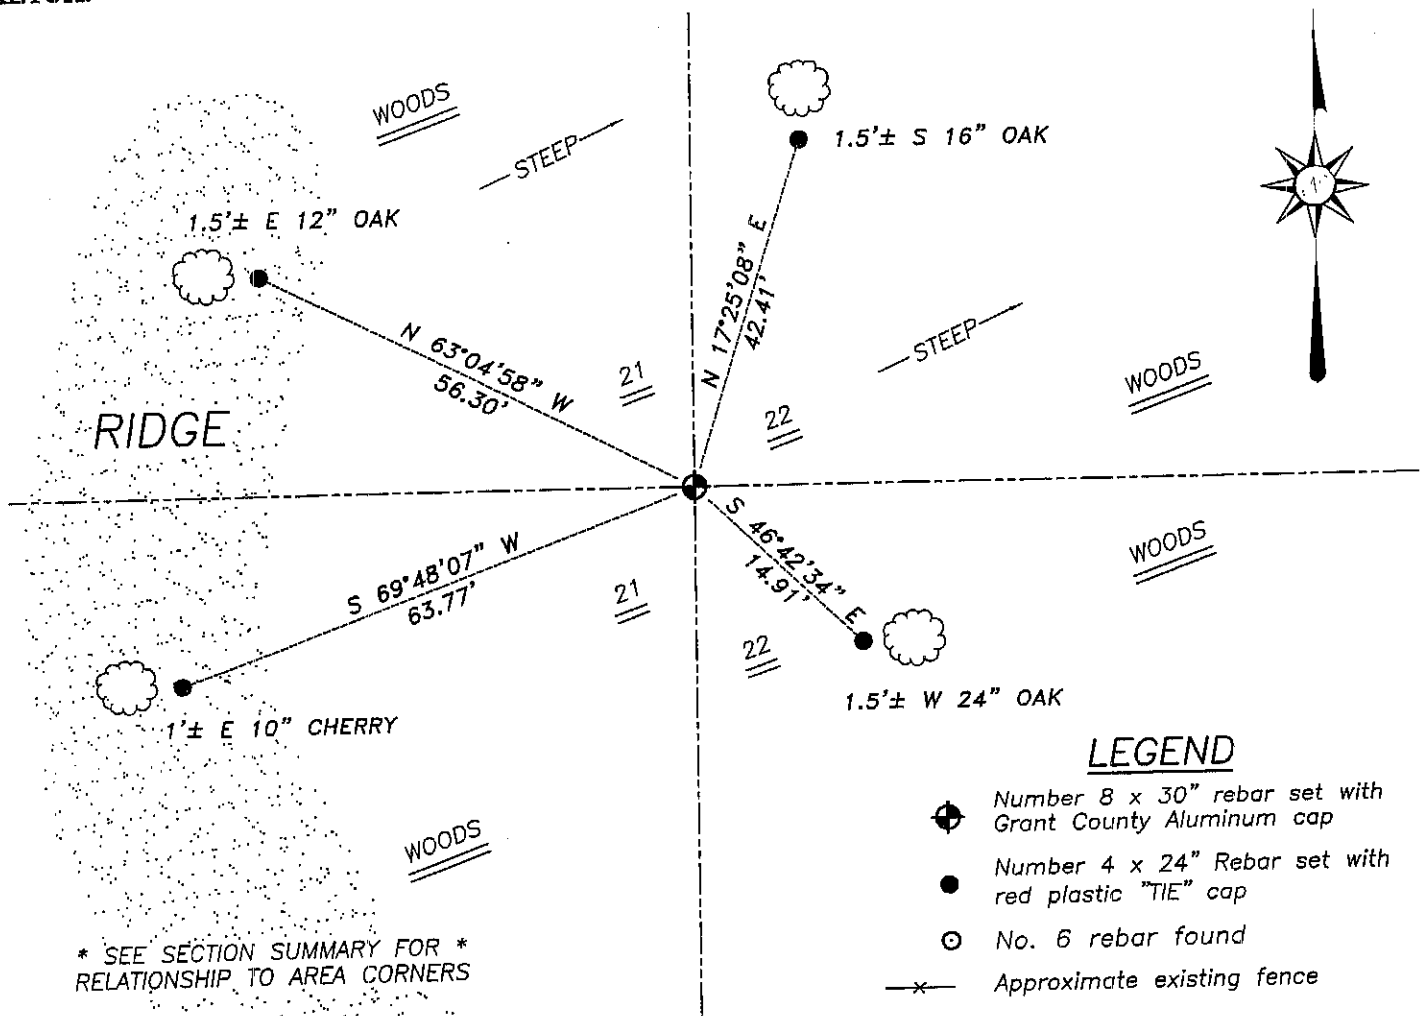 WOODS
STEEP
1.5'± S 16" OAK
1.5'± E 12" OAK
N 17°25'08" E
42.41'
N 63°04'58" W
56.30'
21
STEEP
WOODS
22
RIDGE
S 69°48'07" W
63.77'
S 46°42'34" E
14.91'
WOODS
21
22
1.5'± W 24" OAK
1'± E 10" CHERRY
WOODS
LEGEND
Number 8 x 30" rebar set with
Grant County Aluminum cap
Number 4 x 24" Rebar set with
red plastic "TIE" cap
No. 6 rebar found
Approximate existing fence
* SEE SECTION SUMMARY FOR *
RELATIONSHIP TO AREA CORNERS